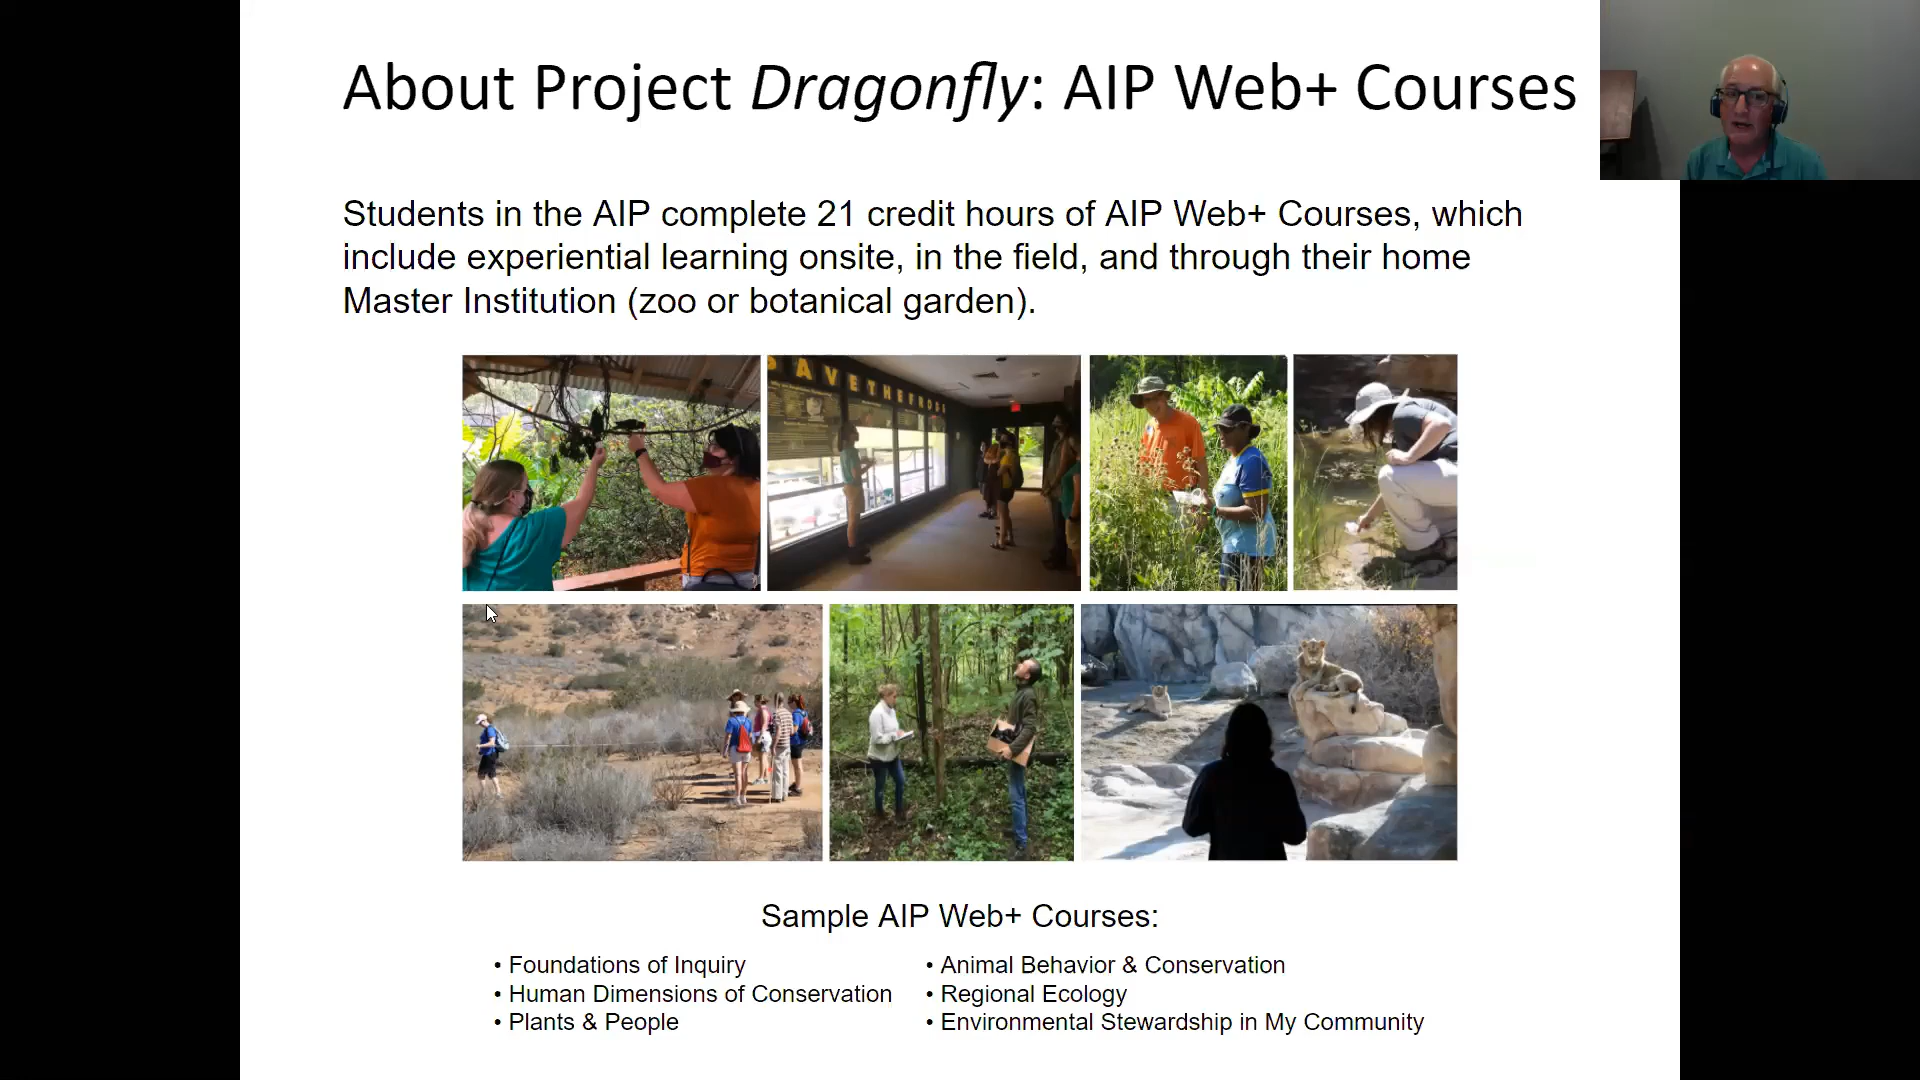 About Project Dragonfly: AIP Web+ Courses
Students in the AIP complete 21 credit hours of AIP Web+ Courses, which
include experiential learning onsite, in the field, and through their home
Master Institution (zoo or botanical garden).
AVETHEFROGS
Sample AIP Web+ Courses:
• Foundations of Inquiry
• Human Dimensions of Conservation
• Plants & People
• Animal Behavior & Conservation
• Regional Ecology
• Environmental Stewardship in My Community